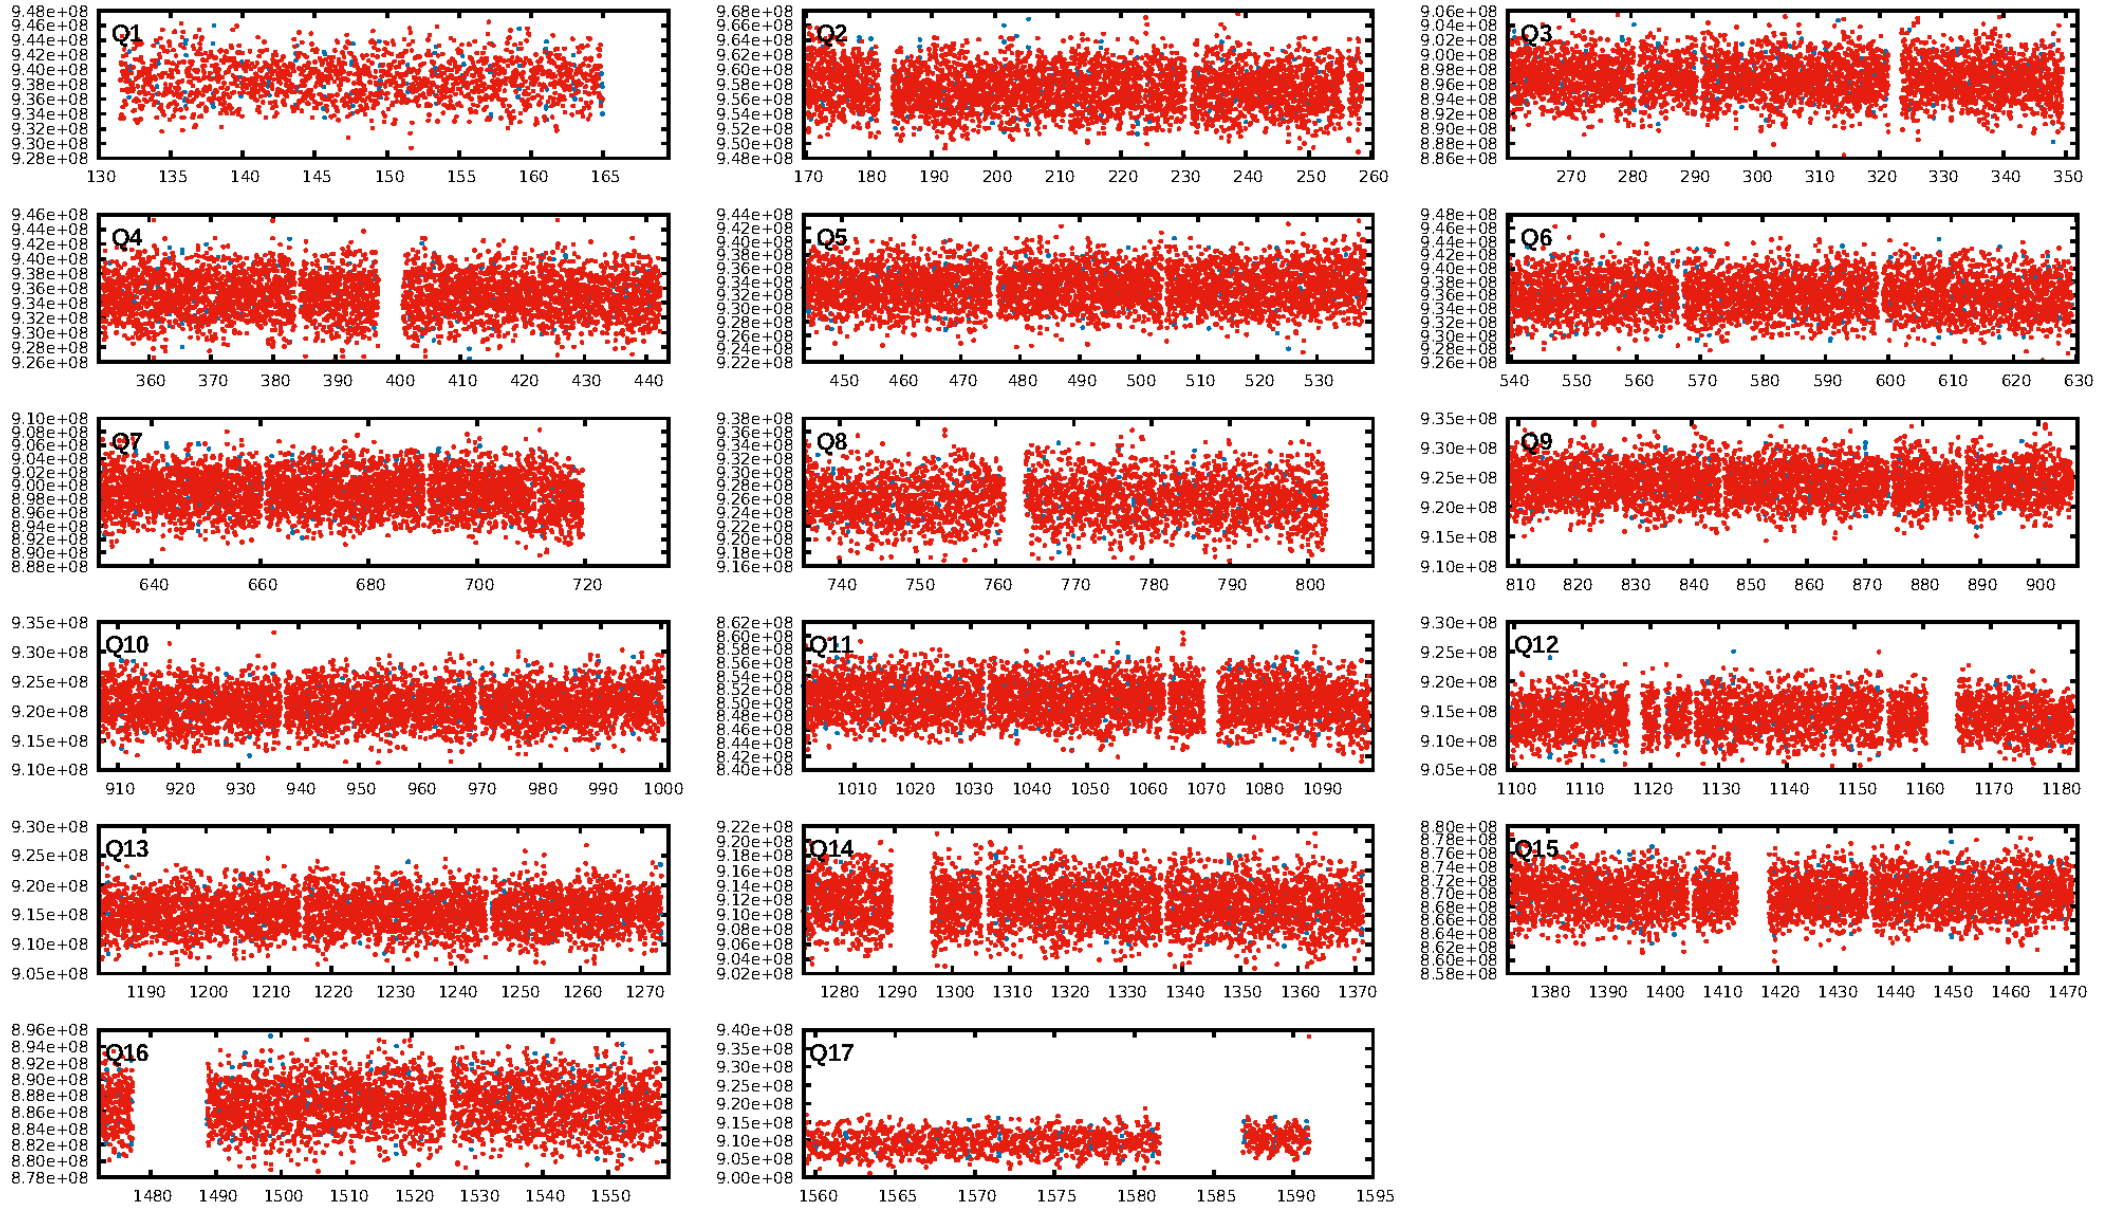 9.48e+08
9.46e+08
9.44e+08
9.42e+08
9.40e+08
9.38e+08
9.36e+08
9.34e+08
9.32e+08
9.30e+08
9.28e+08
Q1
130 135 140 145 150 155 160 165
9.68e+08
9.66e+08
9.64e+08
9.62e+08
9.60e+08
9.58e+08
9.56e+08
9.54e+08
9.52e+08
9.50e+08
9.48e+08
Q2
170 180 190 200 210 220 230 240 250 260
9.06e+08
9.04e+08
9.02e+08
9.00e+08
8.98e+08
8.96e+08
8.94e+08
8.92e+08
8.90e+08
8.88e+08
8.86e+08
Q3
270 280 290 300 310 320 330 340 350
9.46e+08
9.44e+08
9.42e+08
9.40e+08
9.38e+08
9.36e+08
9.34e+08
9.32e+08
9.30e+08
9.28e+08
9.26e+08
Q4
360 370 380 390 400 410 420 430 440
9.44e+08
9.42e+08
9.40e+08
9.38e+08
9.36e+08
9.34e+08
9.32e+08
9.30e+08
9.28e+08
9.26e+08
9.24e+08
9.22e+08
Q5
450 460 470 480 490 500 510 520 530
9.48e+08
9.46e+08
9.44e+08
9.42e+08
9.40e+08
9.38e+08
9.36e+08
9.34e+08
9.32e+08
9.30e+08
9.28e+08
9.26e+08
Q6
540 550 560 570 580 590 600 610 620 630
9.10e+08
9.08e+08
9.06e+08
9.04e+08
9.02e+08
9.00e+08
8.98e+08
8.96e+08
8.94e+08
8.92e+08
8.90e+08
8.88e+08
Q7
640 660 680 700 720
9.38e+08
9.36e+08
9.34e+08
9.32e+08
9.30e+08
9.28e+08
9.26e+08
9.24e+08
9.22e+08
9.20e+08
9.18e+08
9.16e+08
Q8
740 750 760 770 780 790 800
9.35e+08
9.30e+08
9.25e+08
9.20e+08
9.15e+08
9.10e+08
Q9
810 820 830 840 850 860 870 880 890 900
9.35e+08
9.30e+08
9.25e+08
9.20e+08
9.15e+08
9.10e+08
Q10
910 920 930 940 950 960 970 980 990 1000
8.62e+08
8.60e+08
8.58e+08
8.56e+08
8.54e+08
8.52e+08
8.50e+08
8.48e+08
8.46e+08
8.44e+08
8.42e+08
8.40e+08
Q11
1010 1020 1030 1040 1050 1060 1070 1080 1090
9.30e+08
9.25e+08
9.20e+08
9.15e+08
9.10e+08
9.05e+08
Q12
1100 1110 1120 1130 1140 1150 1160 1170 1180
9.30e+08
9.25e+08
9.20e+08
9.15e+08
9.10e+08
9.05e+08
Q13
1190 1200 1210 1220 1230 1240 1250 1260 1270
9.22e+08
9.20e+08
9.18e+08
9.16e+08
9.14e+08
9.12e+08
9.10e+08
9.08e+08
9.06e+08
9.04e+08
9.02e+08
Q14
1280 1290 1300 1310 1320 1330 1340 1350 1360 1370
8.80e+08
8.78e+08
8.76e+08
8.74e+08
8.72e+08
8.70e+08
8.68e+08
8.66e+08
8.64e+08
8.62e+08
8.60e+08
8.58e+08
Q15
1380 1390 1400 1410 1420 1430 1440 1450 1460 1470
8.96e+08
8.94e+08
8.92e+08
8.90e+08
8.88e+08
8.86e+08
8.84e+08
8.82e+08
8.80e+08
8.78e+08
Q16
1480 1490 1500 1510 1520 1530 1540 1550
9.40e+08
9.35e+08
9.30e+08
9.25e+08
9.20e+08
9.15e+08
9.10e+08
9.05e+08
9.00e+08
Q17
1560 1565 1570 1575 1580 1585 1590 1595